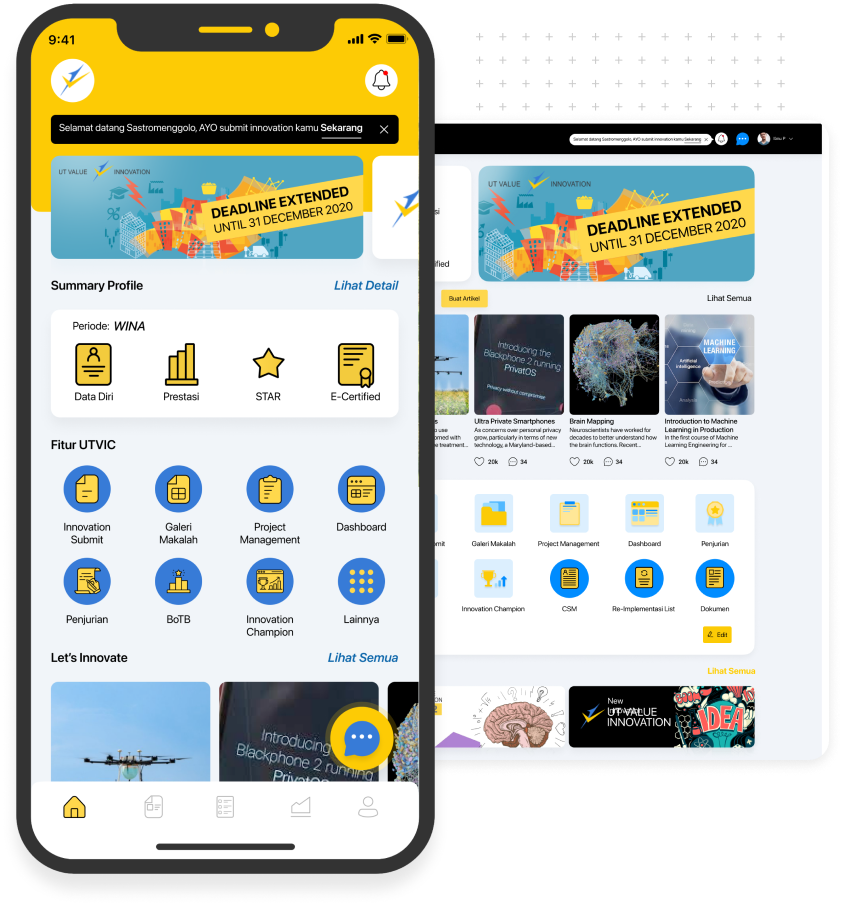 9:41
Selamat datang Sastromenggolo, AYO submit innovation kamu Sekarang
UT VALUE INNOVATION
DEADLINE EXTENDED
UNTIL 31 DECEMBER 2020
Summary Profile
Lihat Detail
Periode: WINA
Data Diri
Prestasi
STAR
E-Certified
Fitur UTVIC
Innovation
Submit
Galeri
Makalah
Project
Management
Dashboard
Penjurian
BoTB
Innovation
Champion
Lainnya
Let's Innovate
Lihat Semua
Introducing
Blackphone 2 running
PrivatOS
Selamat datang Sastromenggolo, AYO submit innovation kamu Sekarang
UT VALUE INNOVATION
DEADLINE EXTENDED
UNTIL 31 DECEMBER 2020
si
ified
Buat Artikel
Lihat Semua
Introducing the
Blackphone 2 running
PrivatOS
Privacy without compromise
MACHINE
LEARNING
Artificial
Intelligence
s
o use
omed with
e treatment...
Ultra Private Smartphones
As concerns over personal privacy
grow, particularly in terms of new
technology, a Maryland-based...
20k 34
Brain Mapping
Neuroscientists have worked for
decades to better understand how
the brain functions. Recent...
20k 34
Introduction to Machine
Learning in Production
In the first course of Machine
Learning Engineering for ...
20k 34
mit
Galeri Makalah
Project Management
Dashboard
Penjurian
Innovation Champion
CSM
Re-Implementasi List
Dokumen
Edit
Lihat Semua
ON
New
UT VALUE
INNOVATION
IDEA